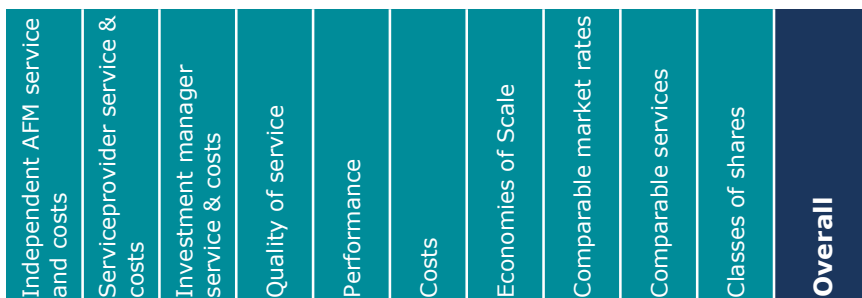 Independent AFM service
and costs
Serviceprovider service &
costs
Investment manager
service & costs
Quality of service
Performance
Costs
Economies of Scale
Comparable market rates
Comparable services
Classes of shares
Overall